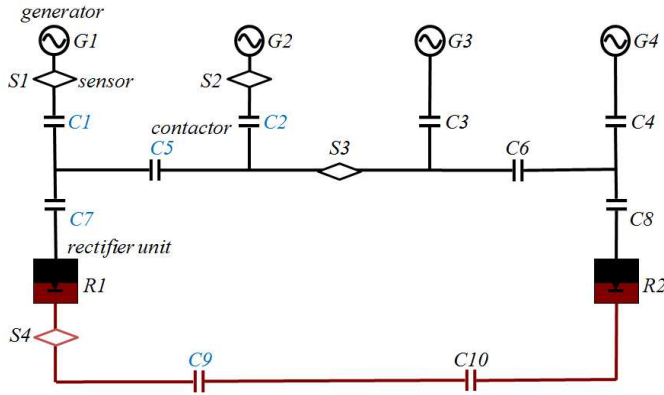 generator
G1 G2 G3 G4
S1 sensor S2
C1 contactor C2 C3 C4
C5 S3 C6
C7 C8
rectifier unit
R1 R2
S4
C9 C10